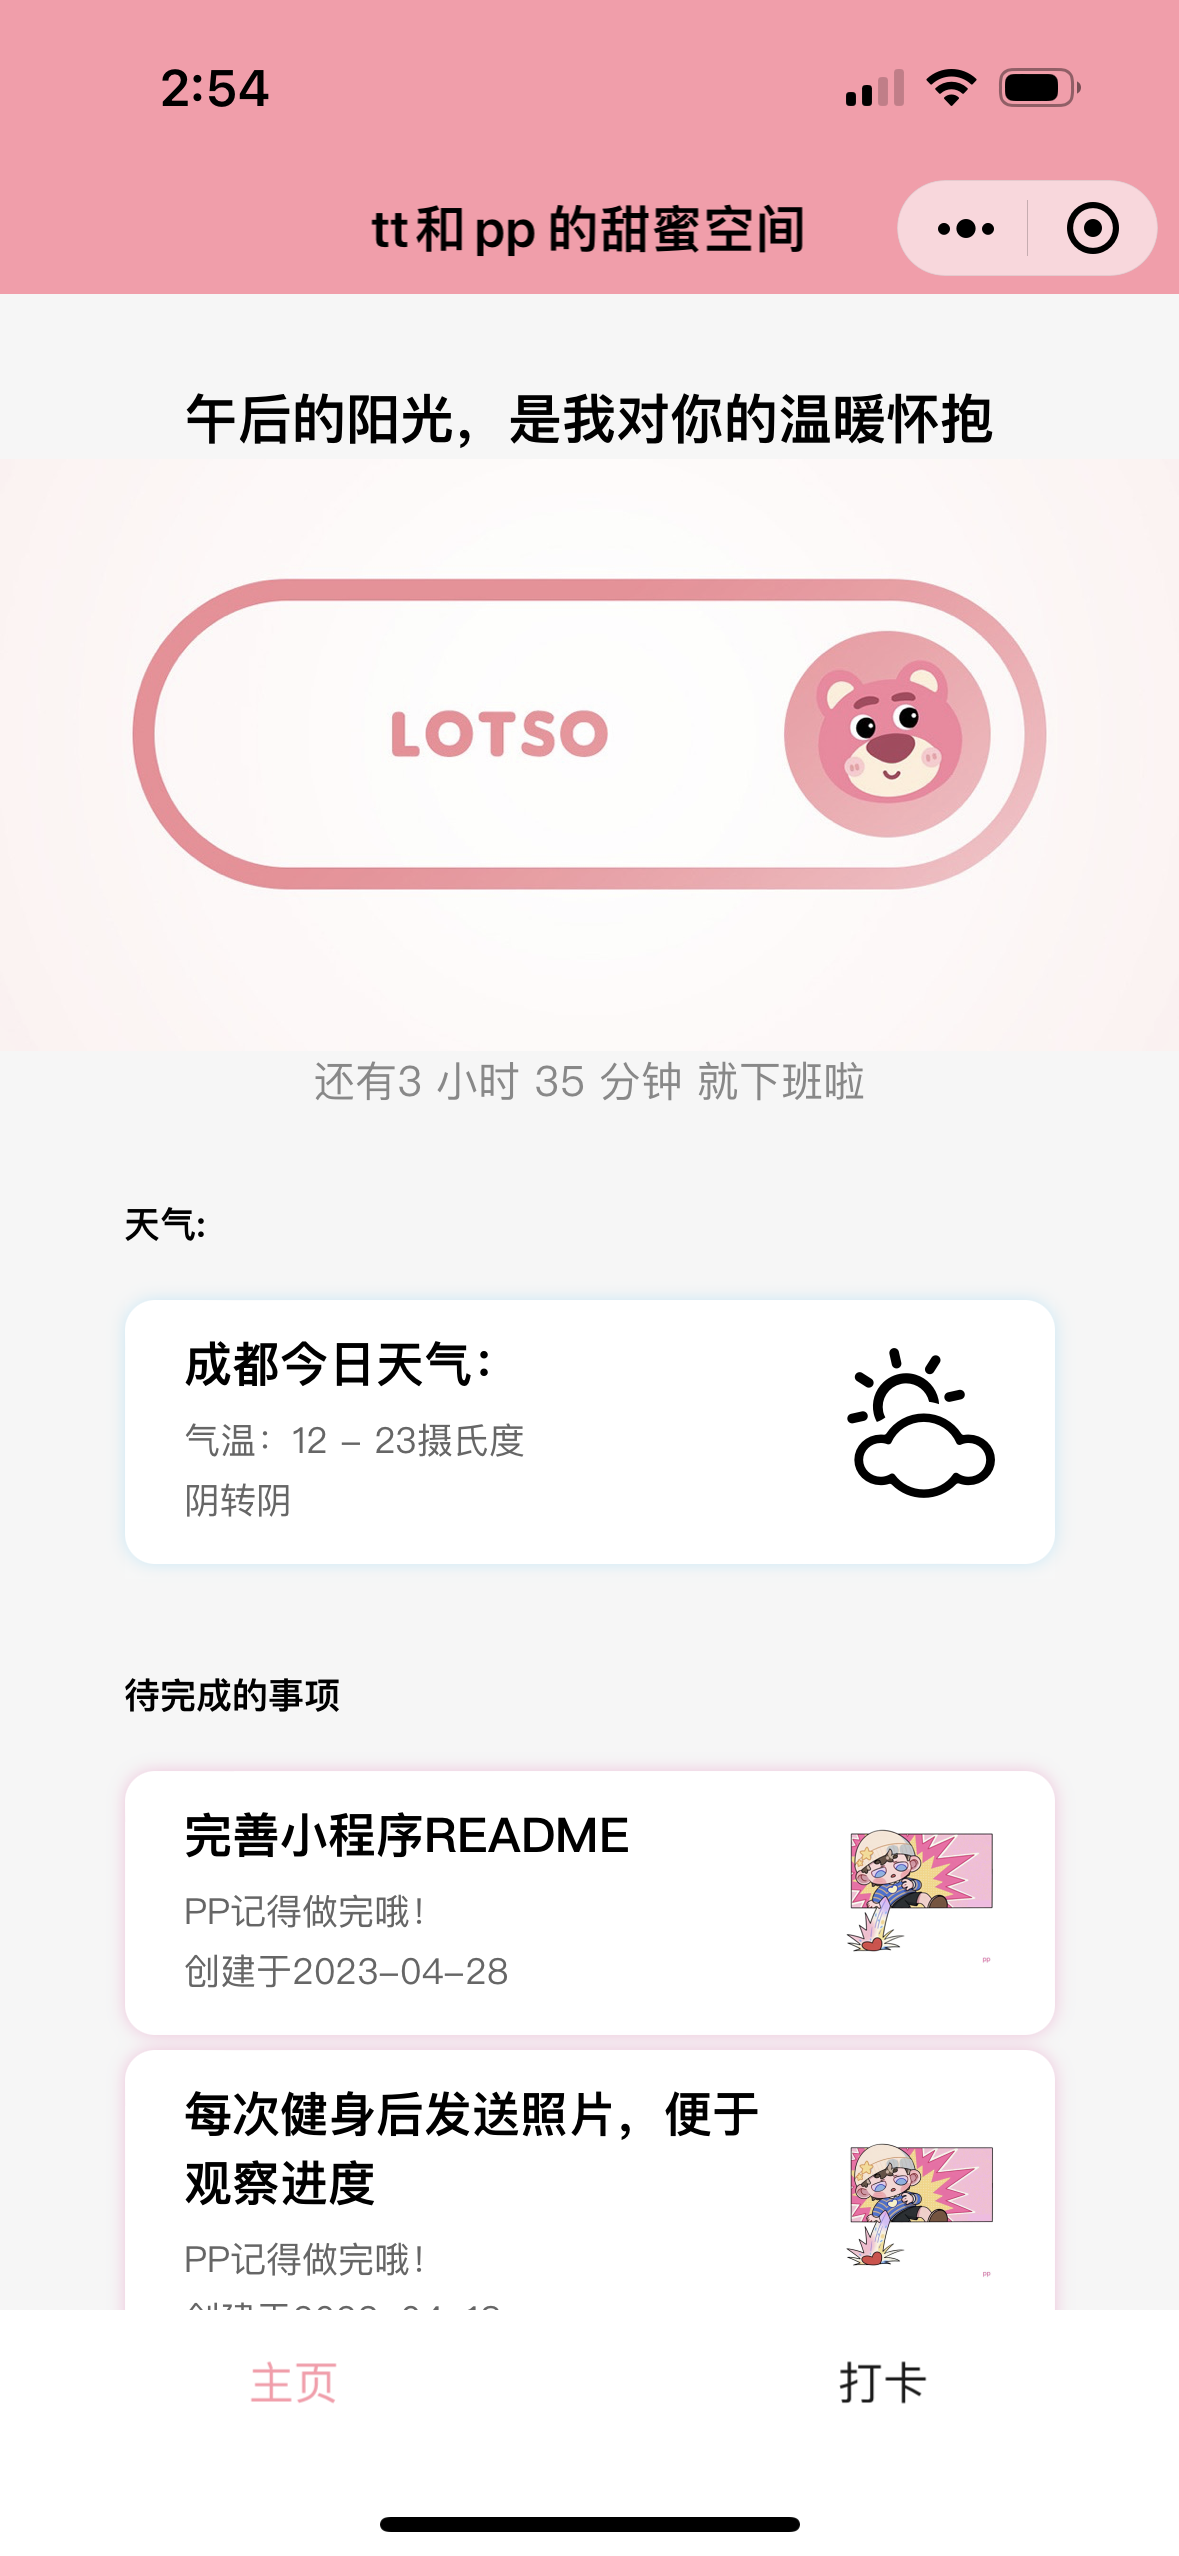 2:54
tt和pp的甜蜜空间
午后的阳光，是我对你的温暖怀抱
LOTSO
还有3 小时 35 分钟 就下班啦
天气:
成都今日天气：
气温：12 - 23摄氏度
阴转阴
待完成的事项
完善小程序README
PP记得做完哦！
创建于2023-04-28
PP
每次健身后发送照片，便于
观察进度
PP记得做完哦！
PP
主页
打卡